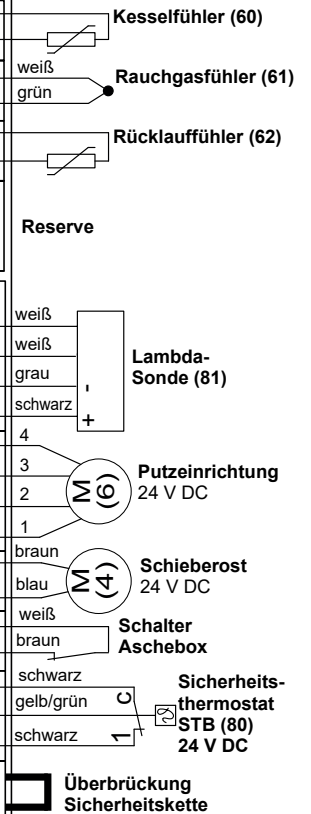 Kesselfühler (60)
weiß
Rauchgasfühler (61)
grün
Rücklauffühler (62)
Reserve
weiß
weiß
Lambda-
grau
-
Sonde (81)
schwarz
+
4
3
Putzeinrichtung
M
(6)
2
24 V DC
1
braun
Schieberost
M
(4)
blau
24 V DC
weiß
Schalter
braun
Aschebox
schwarz
Sicherheits-
gelb/grün
C
thermostat
STB (80)
schwarz
1
24 V DC
Überbrückung
Sicherheitskette